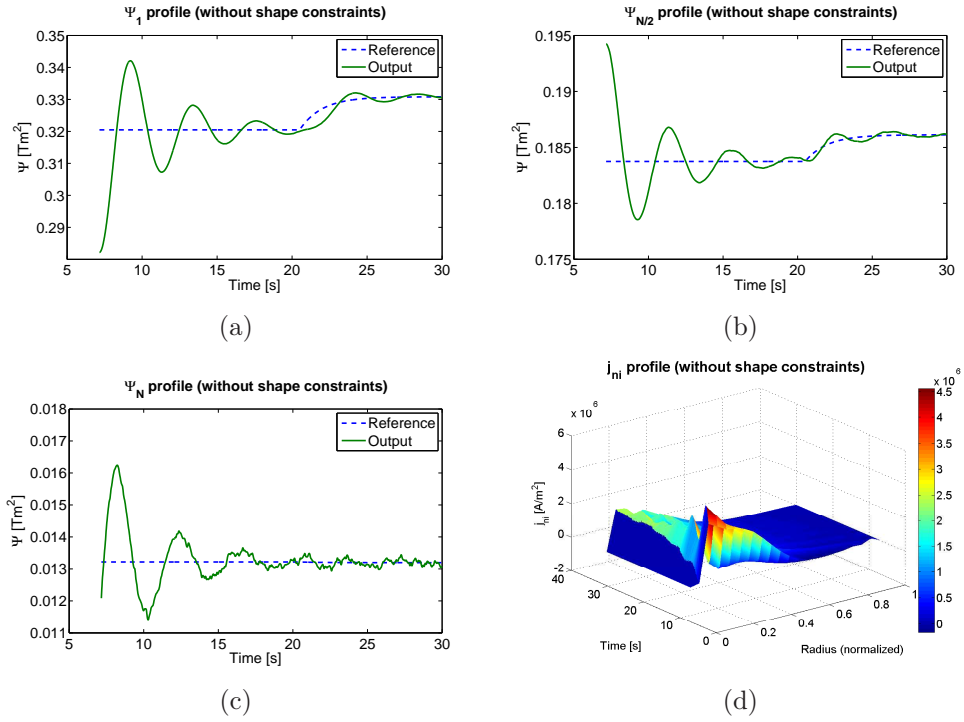 Ψ1 profile (without shape constraints)
0.35
0.34
0.33
0.32
0.31
0.3
0.29
Ψ [Tm2]
5 10 15 20 25 30
Time [s]
Reference
Output
(a)
ΨN/2 profile (without shape constraints)
0.195
0.19
0.185
0.18
0.175
Ψ [Tm2]
5 10 15 20 25 30
Time [s]
Reference
Output
(b)
ΨN profile (without shape constraints)
0.018
0.017
0.016
0.015
0.014
0.013
0.012
0.011
Ψ [Tm2]
5 10 15 20 25 30
Time [s]
Reference
Output
(c)
jni profile (without shape constraints)
x 10^6
6
4
2
0
-2
jni [A/m2]
40 30 20 10 0
Time [s]
0 0.2 0.4 0.6 0.8 1
Radius (normalized)
x 10^6
4.5
4
3.5
3
2.5
2
1.5
1
0.5
0
(d)